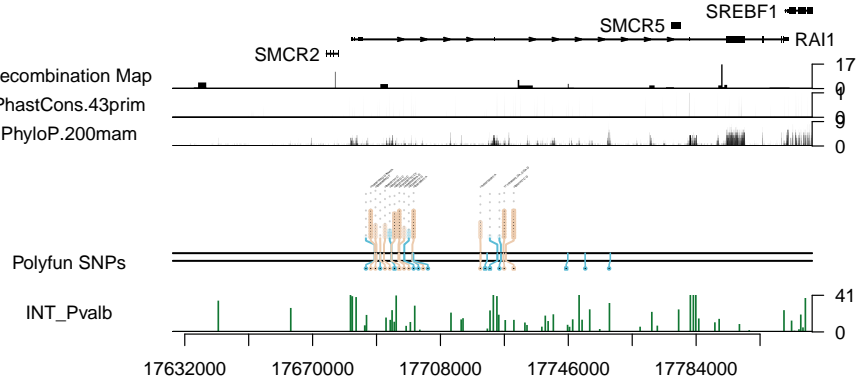 SREBF1
SMCR5
RAI1
SMCR2
ecombination Map
17
0
PhastCons.43prim
1
0
PhyloP.200mam
9
0
Polyfun SNPs
INT_Pvalb
41
0
17632000 17670000 17708000 17746000 17784000